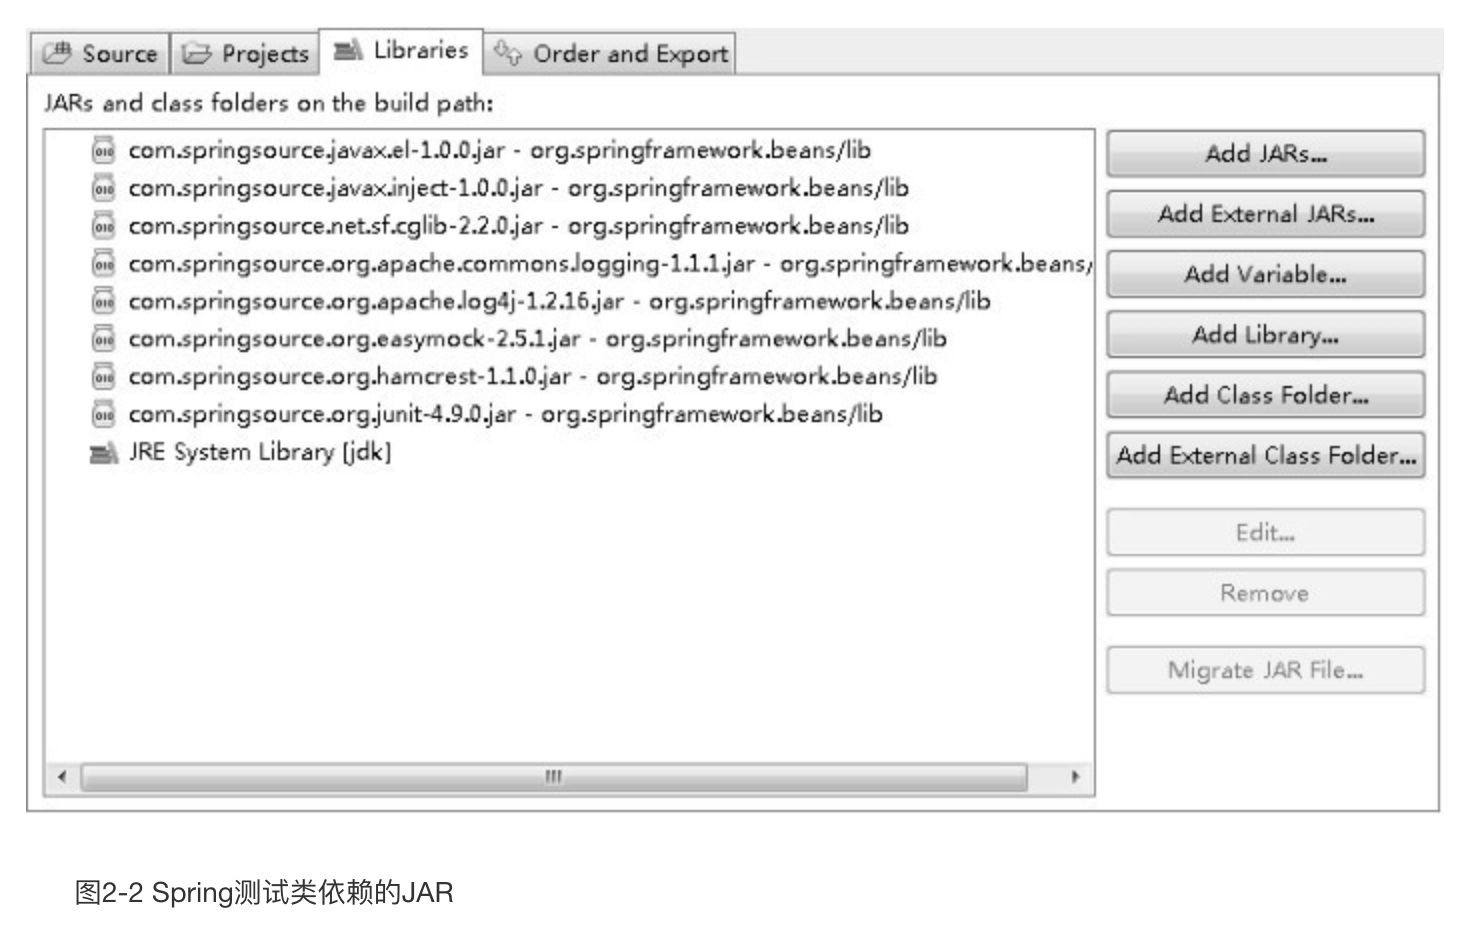 Source Projects Libraries Order and Export
JARs and class folders on the build path:
com.springsource.javax.el-1.0.0.jar - org.springframework.beans/lib
com.springsource.javax.inject-1.0.0.jar - org.springframework.beans/lib
com.springsource.net.sf.cglib-2.2.0.jar - org.springframework.beans/lib
com.springsource.org.apache.commons.logging-1.1.1.jar - org.springframework.beans/
com.springsource.org.apache.log4j-1.2.16.jar - org.springframework.beans/lib
com.springsource.org.easymock-2.5.1.jar - org.springframework.beans/lib
com.springsource.org.hamcrest-1.1.0.jar - org.springframework.beans/lib
com.springsource.org.junit-4.9.0.jar - org.springframework.beans/lib
JRE System Library [jdk]
Add JARs...
Add External JARs...
Add Variable...
Add Library...
Add Class Folder...
Add External Class Folder...
Edit...
Remove
Migrate JAR File...
图2-2 Spring测试类依赖的JAR